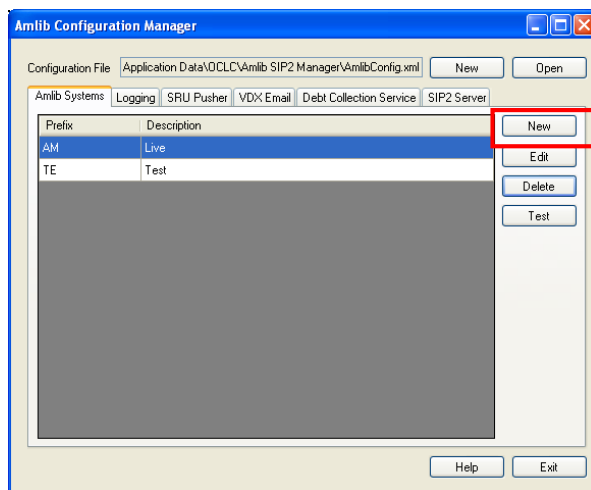 Amlib Configuration Manager
Configuration File Application Data\OCLC\Amlib SIP2 Manager\AmlibConfig.xml New Open
Amlib Systems Logging SRU Pusher VDX Email Debt Collection Service SIP2 Server
Prefix Description New
AM Live Edit
TE Test Delete
Test
Help Exit